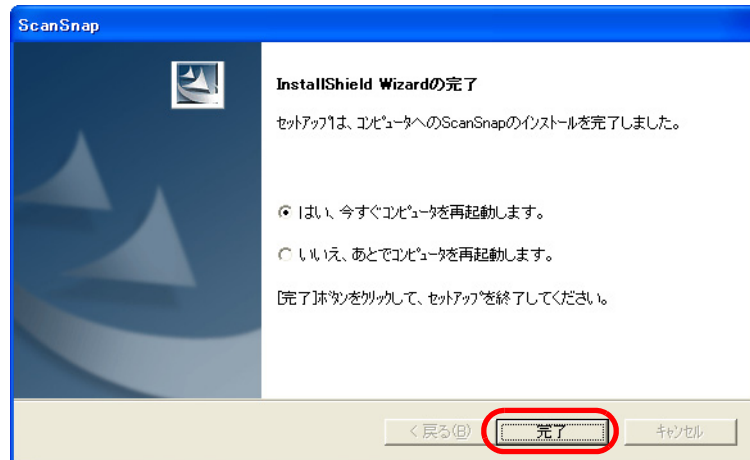 ScanSnap
InstallShield Wizardの完了
セットアップは、コンピュータへのScanSnapのインストールを完了しました。
はい、今すぐコンピュータを再起動します。
いいえ、あとでコンピュータを再起動します。
[完了]ボタンをクリックして、セットアップを終了してください。
< 戻る(B)
完了
キャンセル